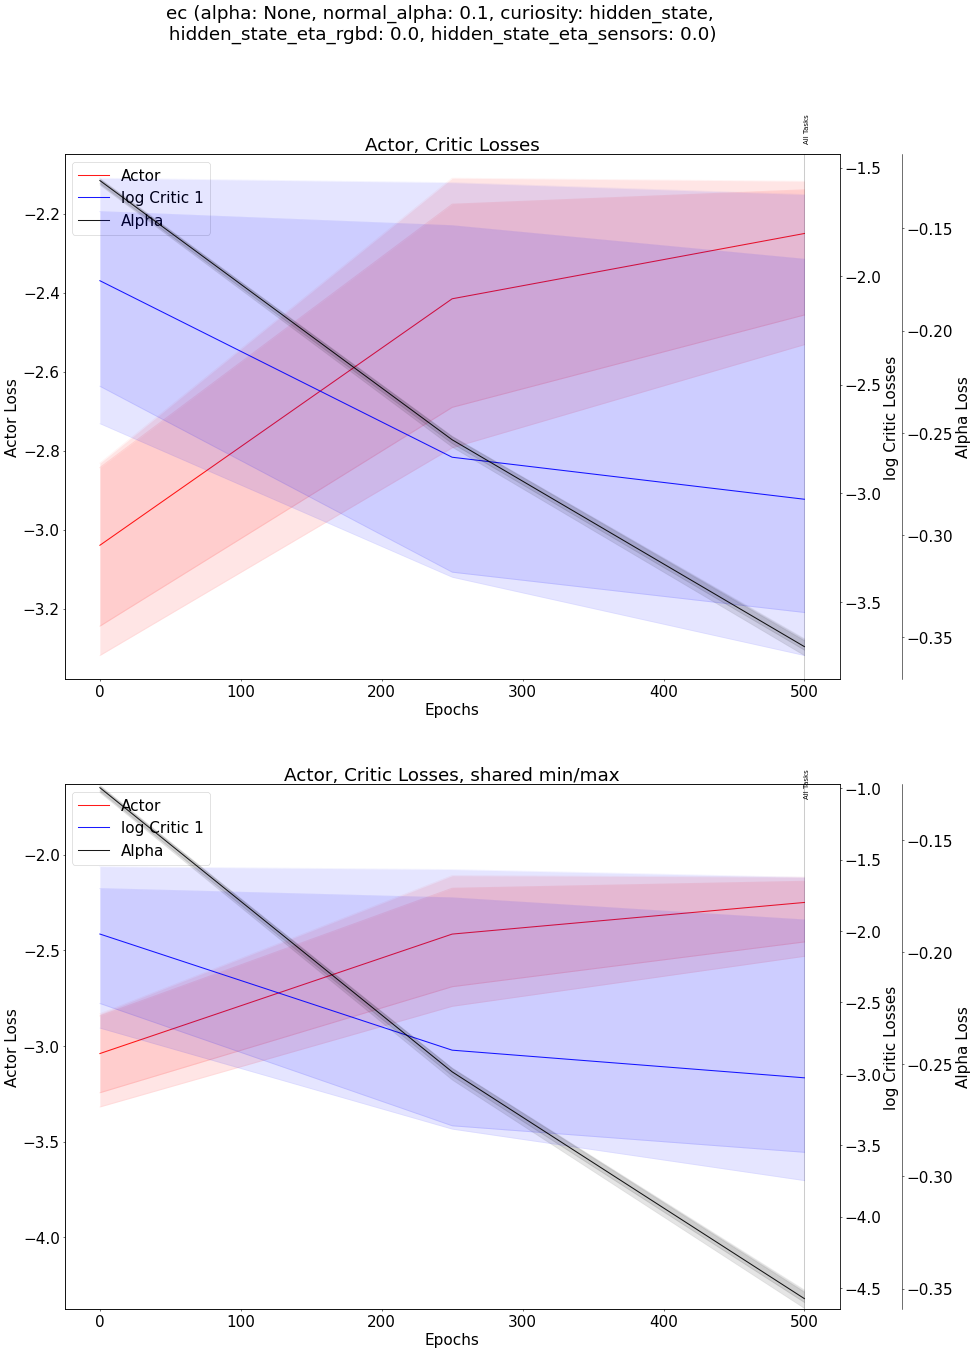 ec (alpha: None, normal_alpha: 0.1, curiosity: hidden_state,
hidden_state_eta_rgbd: 0.0, hidden_state_eta_sensors: 0.0)
Actor, Critic Losses
All Tasks
Actor
log Critic 1
Alpha
−2.2
−2.4
−2.6
−2.8
−3.0
−3.2
Actor Loss
−1.5
−2.0
−2.5
−3.0
−3.5
log Critic Losses
−0.15
−0.20
−0.25
−0.30
−0.35
Alpha Loss
0 100 200 300 400 500
Epochs
Actor, Critic Losses, shared min/max
All Tasks
Actor
log Critic 1
Alpha
−2.0
−2.5
−3.0
−3.5
−4.0
Actor Loss
−1.0
−1.5
−2.0
−2.5
−3.0
−3.5
−4.0
−4.5
log Critic Losses
−0.15
−0.20
−0.25
−0.30
−0.35
Alpha Loss
0 100 200 300 400 500
Epochs